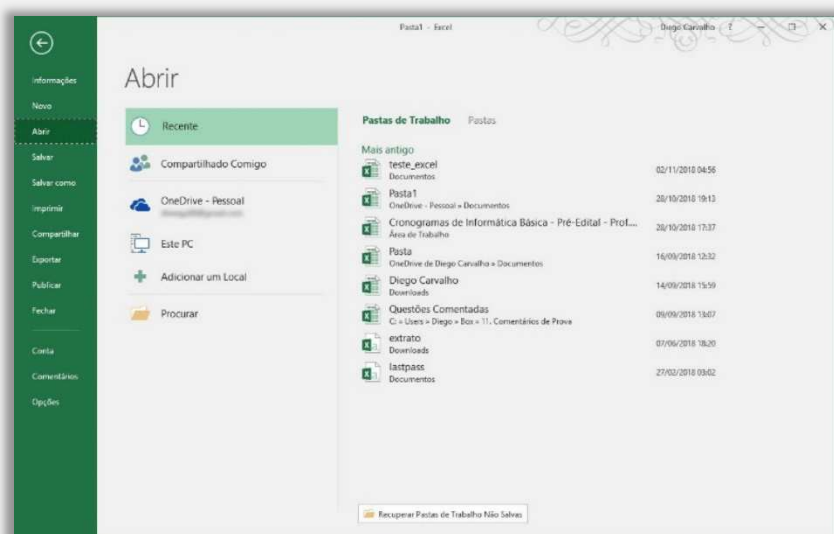 Pasta1 - Excel
Diego Carvalho ?
Informações
Novo
Abrir
Salvar
Salvar como
Imprimir
Compartilhar
Exportar
Publicar
Fechar
Conta
Comentários
Opções
Abrir
Recente
Compartilhado Comigo
OneDrive - Pessoal
Este PC
Adicionar um Local
Procurar
Pastas de Trabalho Pastas
Mais antigo
teste_excel 02/11/2018 04:56
Documentos
Pasta1 28/10/2018 19:13
OneDrive - Pessoal » Documentos
Cronogramas de Informática Básica - Pré-Edital - Prof.... 28/10/2018 17:37
Área de Trabalho
Pasta 16/09/2018 12:32
OneDrive de Diego Carvalho » Documentos
Diego Carvalho 14/09/2018 15:59
Downloads
Questões Comentadas 09/09/2018 13:07
C: » Users » Diego » Box » 11. Comentários de Prova
extrato 07/06/2018 18:20
Downloads
lastpass 27/02/2018 03:02
Documentos
Recuperar Pastas de Trabalho Não Salvas